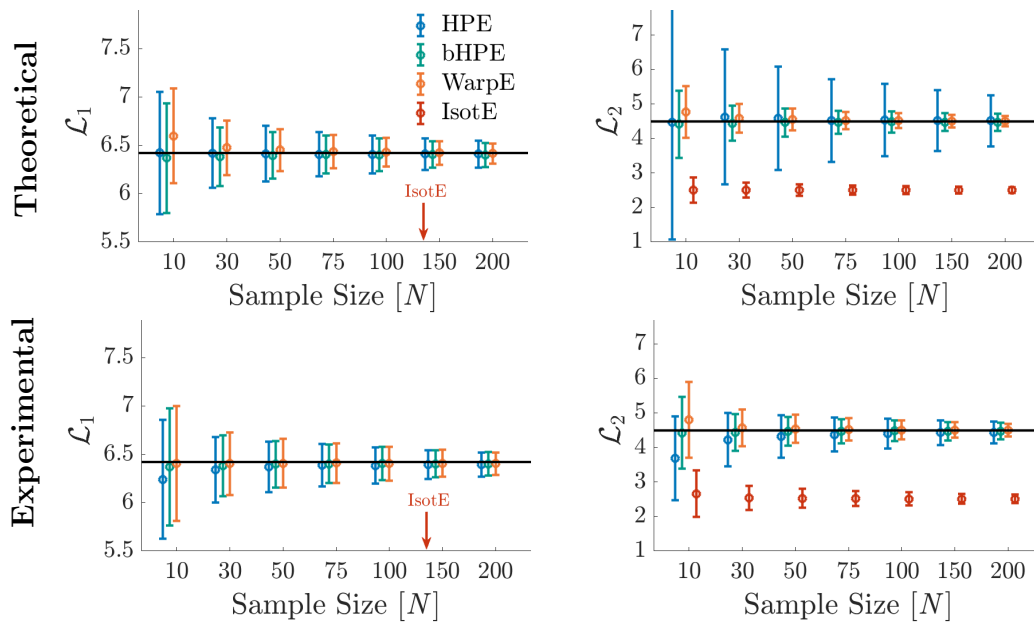 Theoretical
7.5
7
6.5
6
5.5
ℒ₁
HPE
bHPE
WarpE
IsotE
IsotE
10 30 50 75 100 150 200
Sample Size [N]
7
6
5
4
3
2
1
ℒ₂
10 30 50 75 100 150 200
Sample Size [N]
Experimental
7.5
7
6.5
6
5.5
ℒ₁
IsotE
10 30 50 75 100 150 200
Sample Size [N]
7
6
5
4
3
2
1
ℒ₂
10 30 50 75 100 150 200
Sample Size [N]